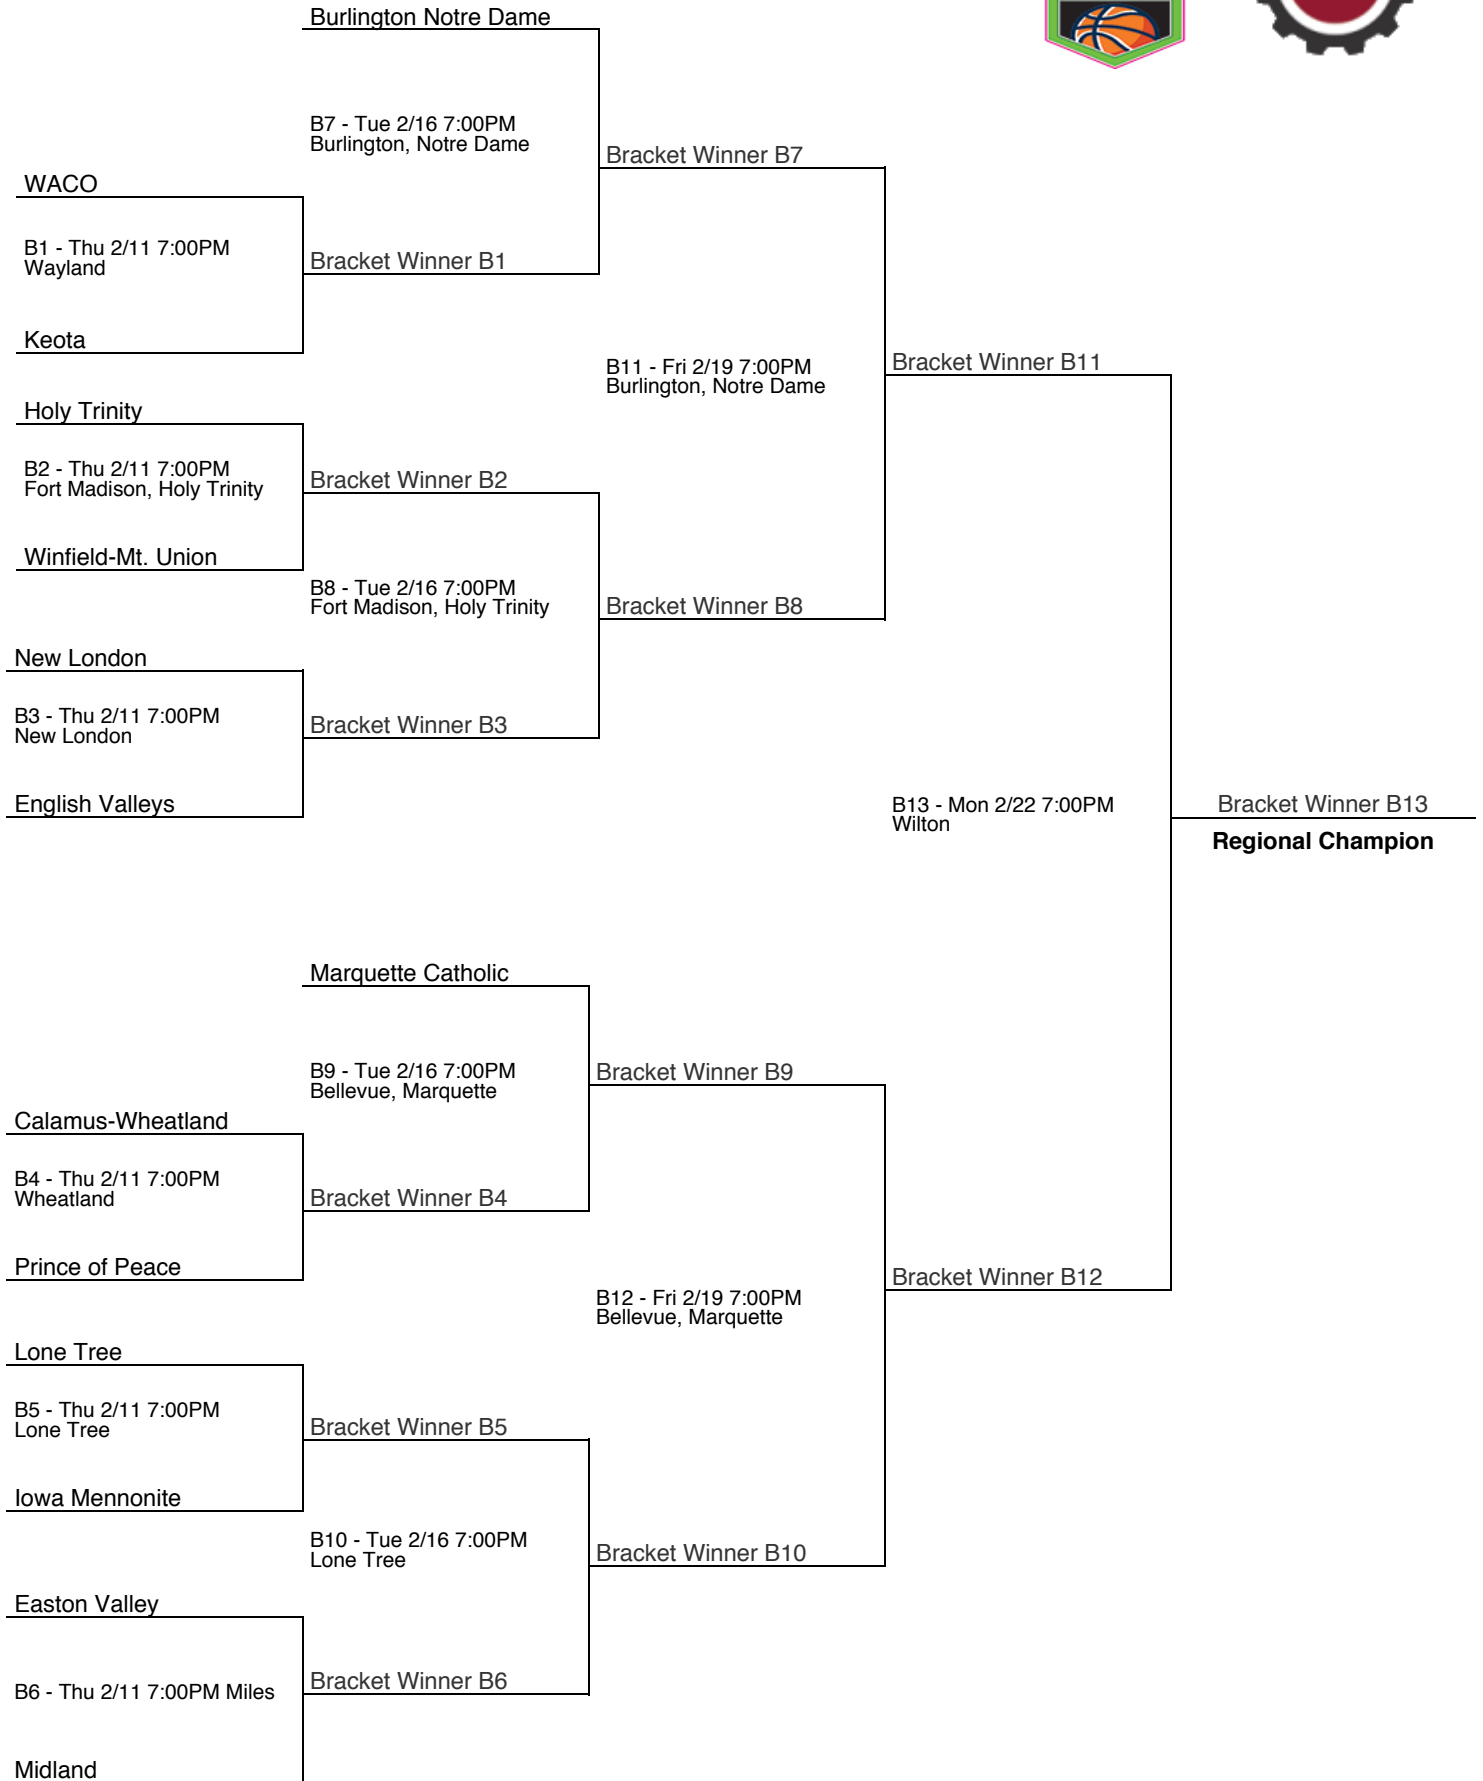 Burlington Notre Dame
B7 - Tue 2/16 7:00PM
Burlington, Notre Dame
Bracket Winner B7
WACO
B1 - Thu 2/11 7:00PM
Wayland
Bracket Winner B1
Keota
B11 - Fri 2/19 7:00PM
Burlington, Notre Dame
Bracket Winner B11
Holy Trinity
B2 - Thu 2/11 7:00PM
Fort Madison, Holy Trinity
Bracket Winner B2
Winfield-Mt. Union
B8 - Tue 2/16 7:00PM
Fort Madison, Holy Trinity
Bracket Winner B8
New London
B3 - Thu 2/11 7:00PM
New London
Bracket Winner B3
English Valleys
B13 - Mon 2/22 7:00PM
Wilton
Bracket Winner B13
Regional Champion
Marquette Catholic
B9 - Tue 2/16 7:00PM
Bellevue, Marquette
Bracket Winner B9
Calamus-Wheatland
B4 - Thu 2/11 7:00PM
Wheatland
Bracket Winner B4
Prince of Peace
B12 - Fri 2/19 7:00PM
Bellevue, Marquette
Bracket Winner B12
Lone Tree
B5 - Thu 2/11 7:00PM
Lone Tree
Bracket Winner B5
Iowa Mennonite
B10 - Tue 2/16 7:00PM
Lone Tree
Bracket Winner B10
Easton Valley
B6 - Thu 2/11 7:00PM Miles
Bracket Winner B6
Midland